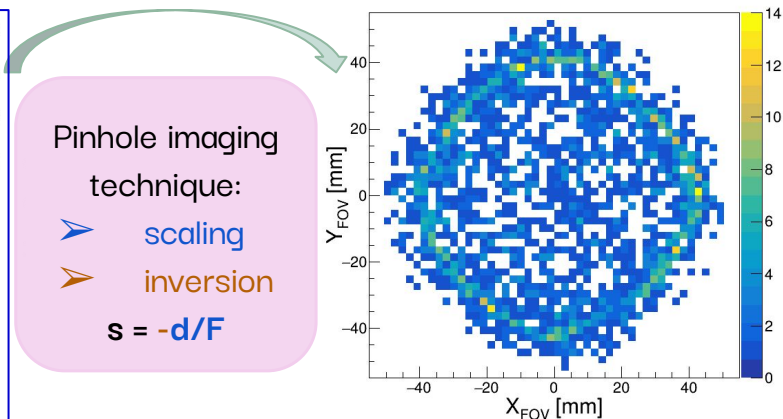 Pinhole imaging
technique:
➢ scaling
➢ inversion
s = -d/F
Y_FOV [mm]
40
20
0
−20
−40
−40 −20 0 20 40
X_FOV [mm]
14
12
10
8
6
4
2
0